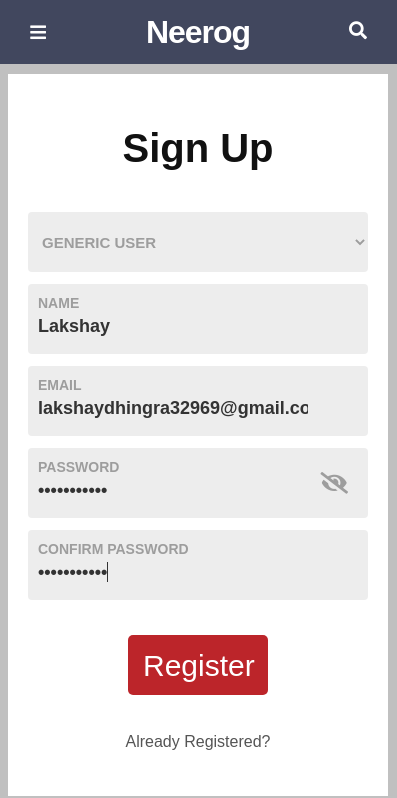 Neerog
Sign Up
GENERIC USER
NAME
Lakshay
EMAIL
lakshaydhingra32969@gmail.co
PASSWORD
•••••••••••
CONFIRM PASSWORD
•••••••••••
Register
Already Registered?